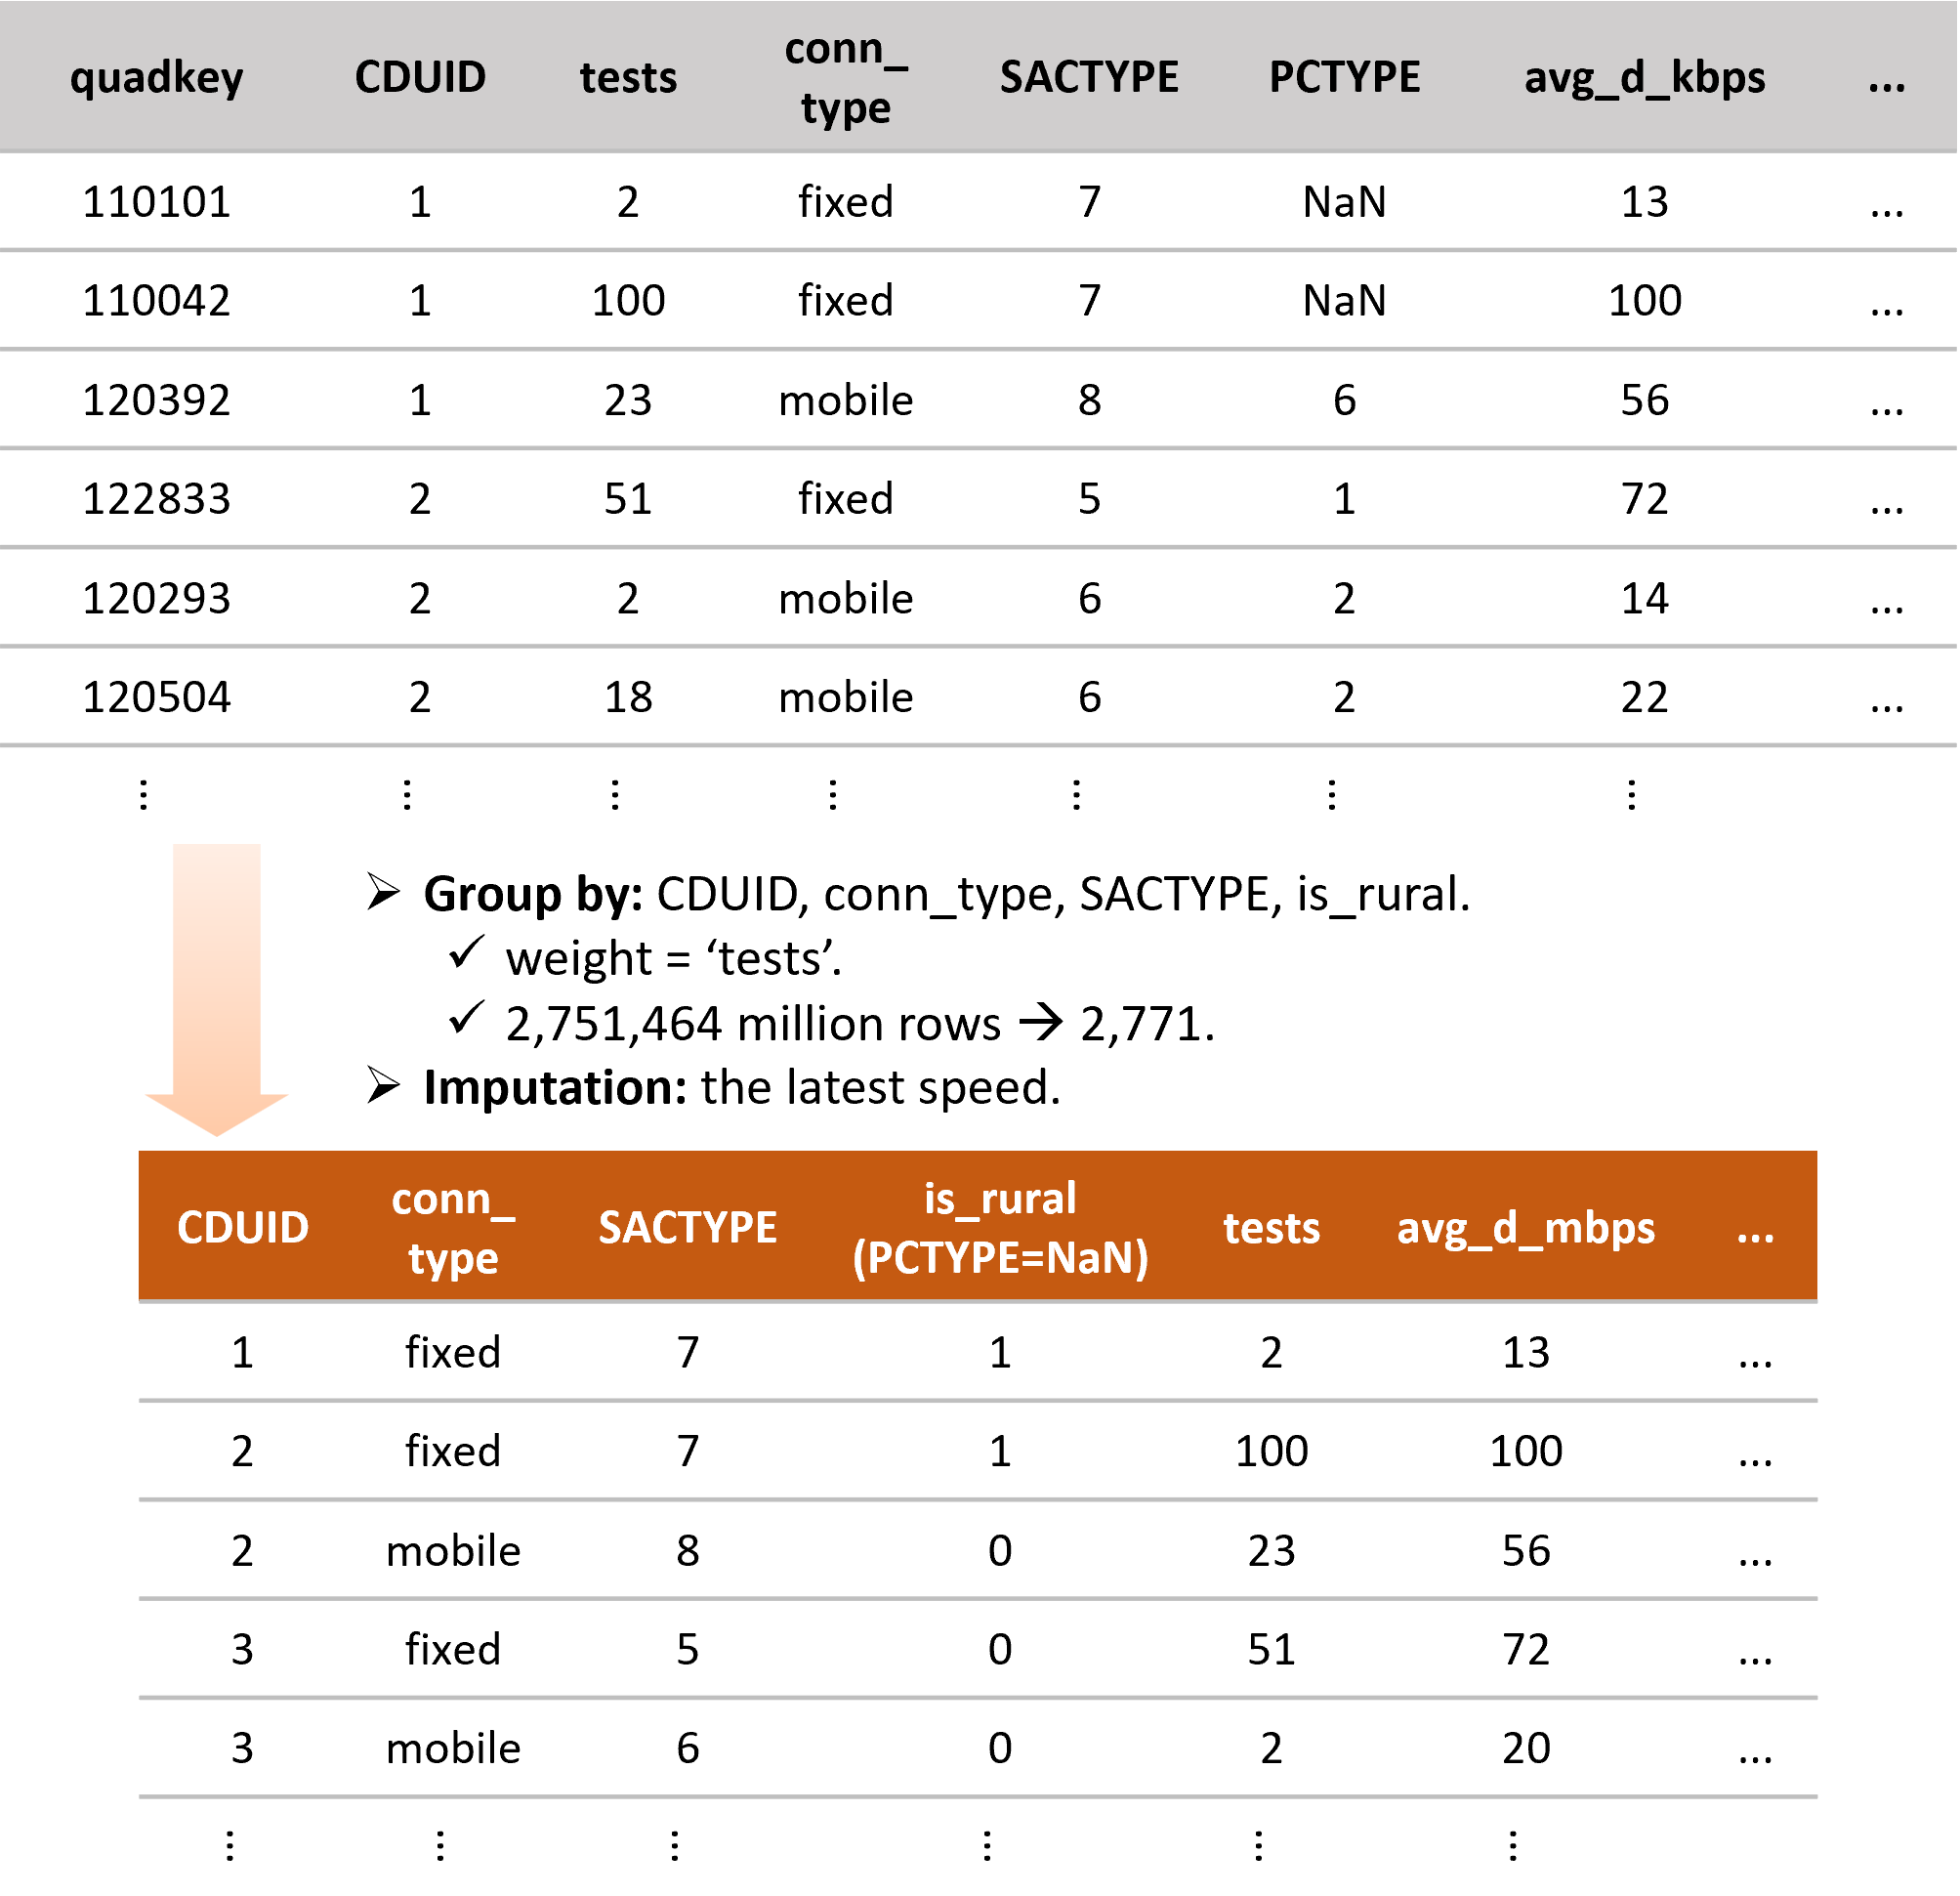 quadkey CDUID tests conn_ type SACTYPE PCTYPE avg_d_kbps ...
110101 1 2 fixed 7 NaN 13 ...
110042 1 100 fixed 7 NaN 100 ...
120392 1 23 mobile 8 6 56 ...
122833 2 51 fixed 5 1 72 ...
120293 2 2 mobile 6 2 14 ...
120504 2 18 mobile 6 2 22 ...
⋮ ⋮ ⋮ ⋮ ⋮ ⋮ ⋮
➢ Group by: CDUID, conn_type, SACTYPE, is_rural.
✓ weight = ‘tests’.
✓ 2,751,464 million rows → 2,771.
➢ Imputation: the latest speed.
CDUID conn_ type SACTYPE is_rural (PCTYPE=NaN) tests avg_d_mbps ...
1 fixed 7 1 2 13 ...
2 fixed 7 1 100 100 ...
2 mobile 8 0 23 56 ...
3 fixed 5 0 51 72 ...
3 mobile 6 0 2 20 ...
⋮ ⋮ ⋮ ⋮ ⋮ ⋮